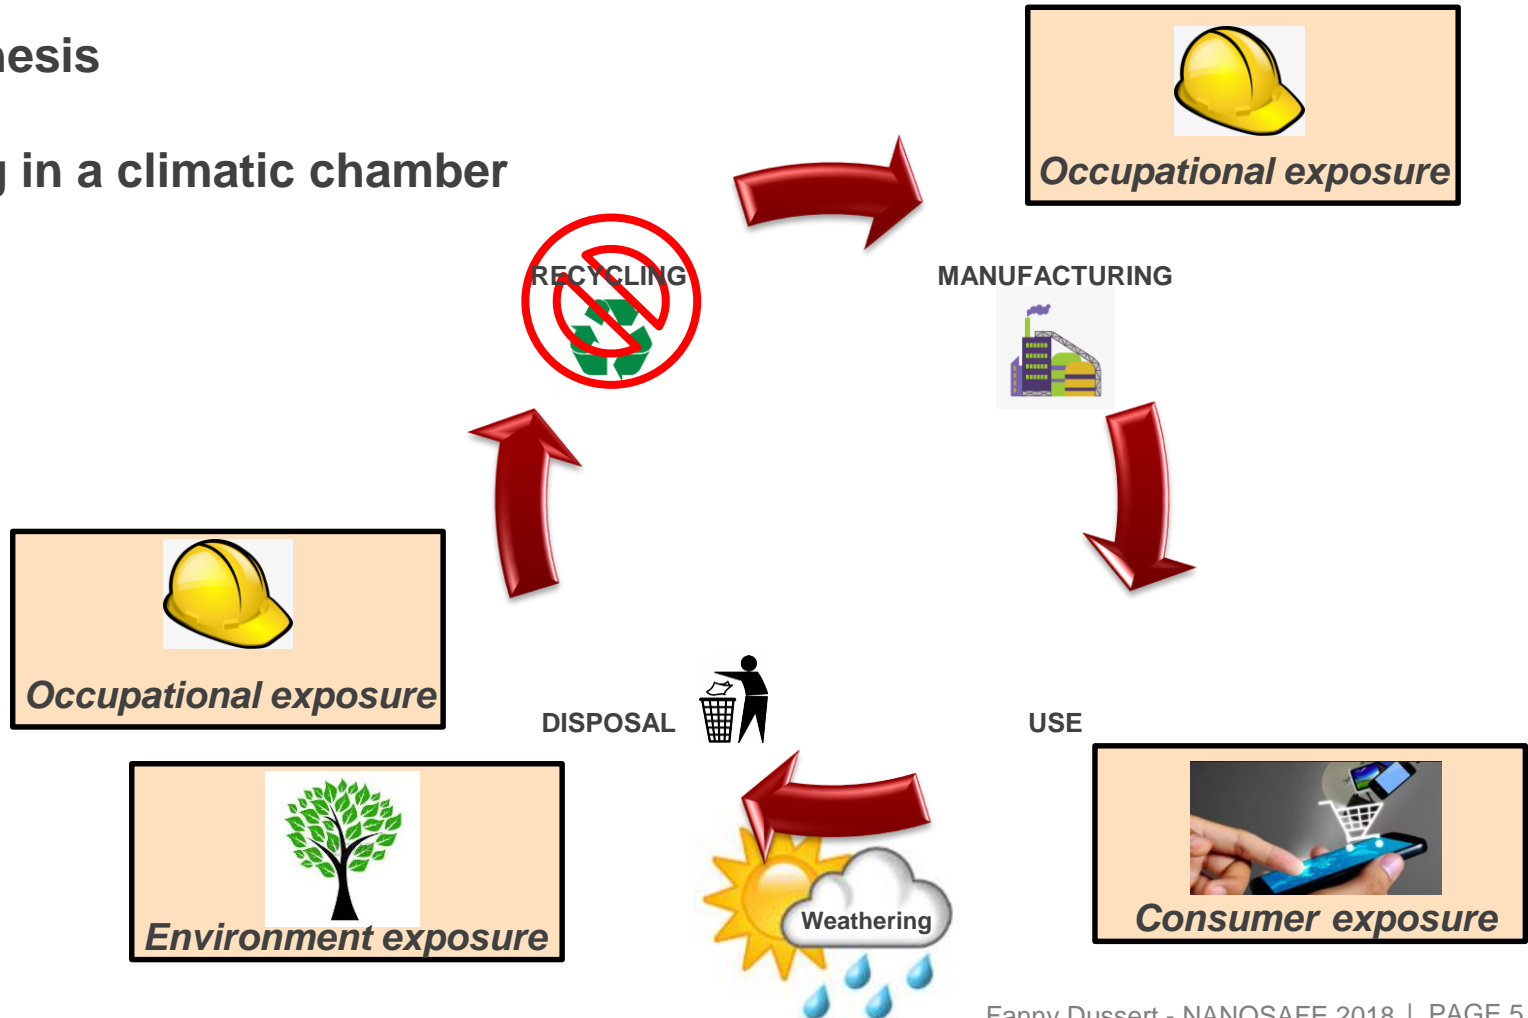 nesis
g in a climatic chamber
Occupational exposure
RECYCLING
MANUFACTURING
Occupational exposure
DISPOSAL
USE
Environment exposure
Weathering
Consumer exposure
Fanny Dussert - NANOSAFE 2018 | PAGE 5